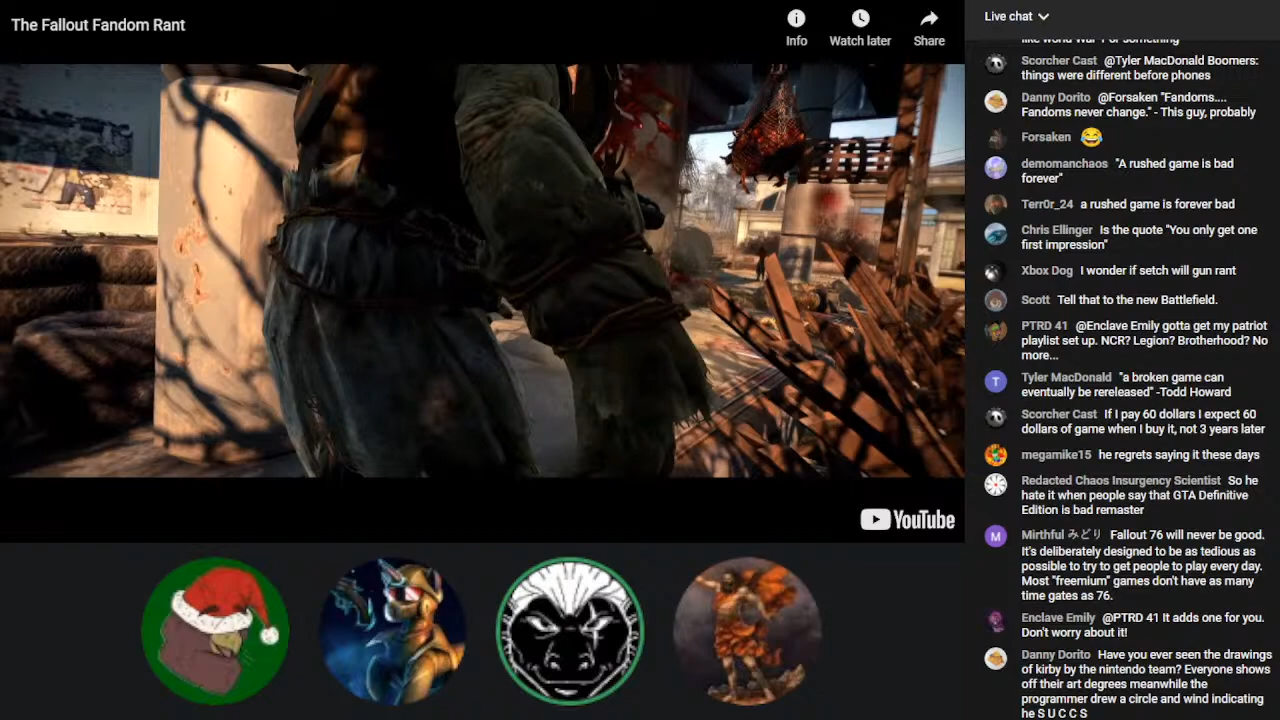 The Fallout Fandom Rant
Info
Watch later
Share
Live chat
like World War 1 or something
Scorcher Cast @Tyler MacDonald Boomers:
things were different before phones
Danny Dorito @Forsaken "Fandoms....
Fandoms never change." - This guy, probably
Forsaken 😂
demomanchaos "A rushed game is bad
forever"
Terr0r_24 a rushed game is forever bad
Chris Ellinger Is the quote "You only get one
first impression"
Xbox Dog I wonder if setch will gun rant
Scott Tell that to the new Battlefield.
PTRD 41 @Enclave Emily gotta get my patriot
playlist set up. NCR? Legion? Brotherhood? No
more...
T
Tyler MacDonald "a broken game can
eventually be rereleased" -Todd Howard
Scorcher Cast If I pay 60 dollars I expect 60
dollars of game when I buy it, not 3 years later
megamike15 he regrets saying it these days
Redacted Chaos Insurgency Scientist So he
hate it when people say that GTA Definitive
Edition is bad remaster
M
Mirthful みどり Fallout 76 will never be good.
It's deliberately designed to be as tedious as
possible to try to get people to play every day.
Most "freemium" games don't have as many
time gates as 76.
Enclave Emily @PTRD 41 It adds one for you.
Don't worry about it!
Danny Dorito Have you ever seen the drawings
of kirby by the nintendo team? Everyone shows
off their art degrees meanwhile the
programmer drew a circle and wind indicating
he S U C C S
YouTube